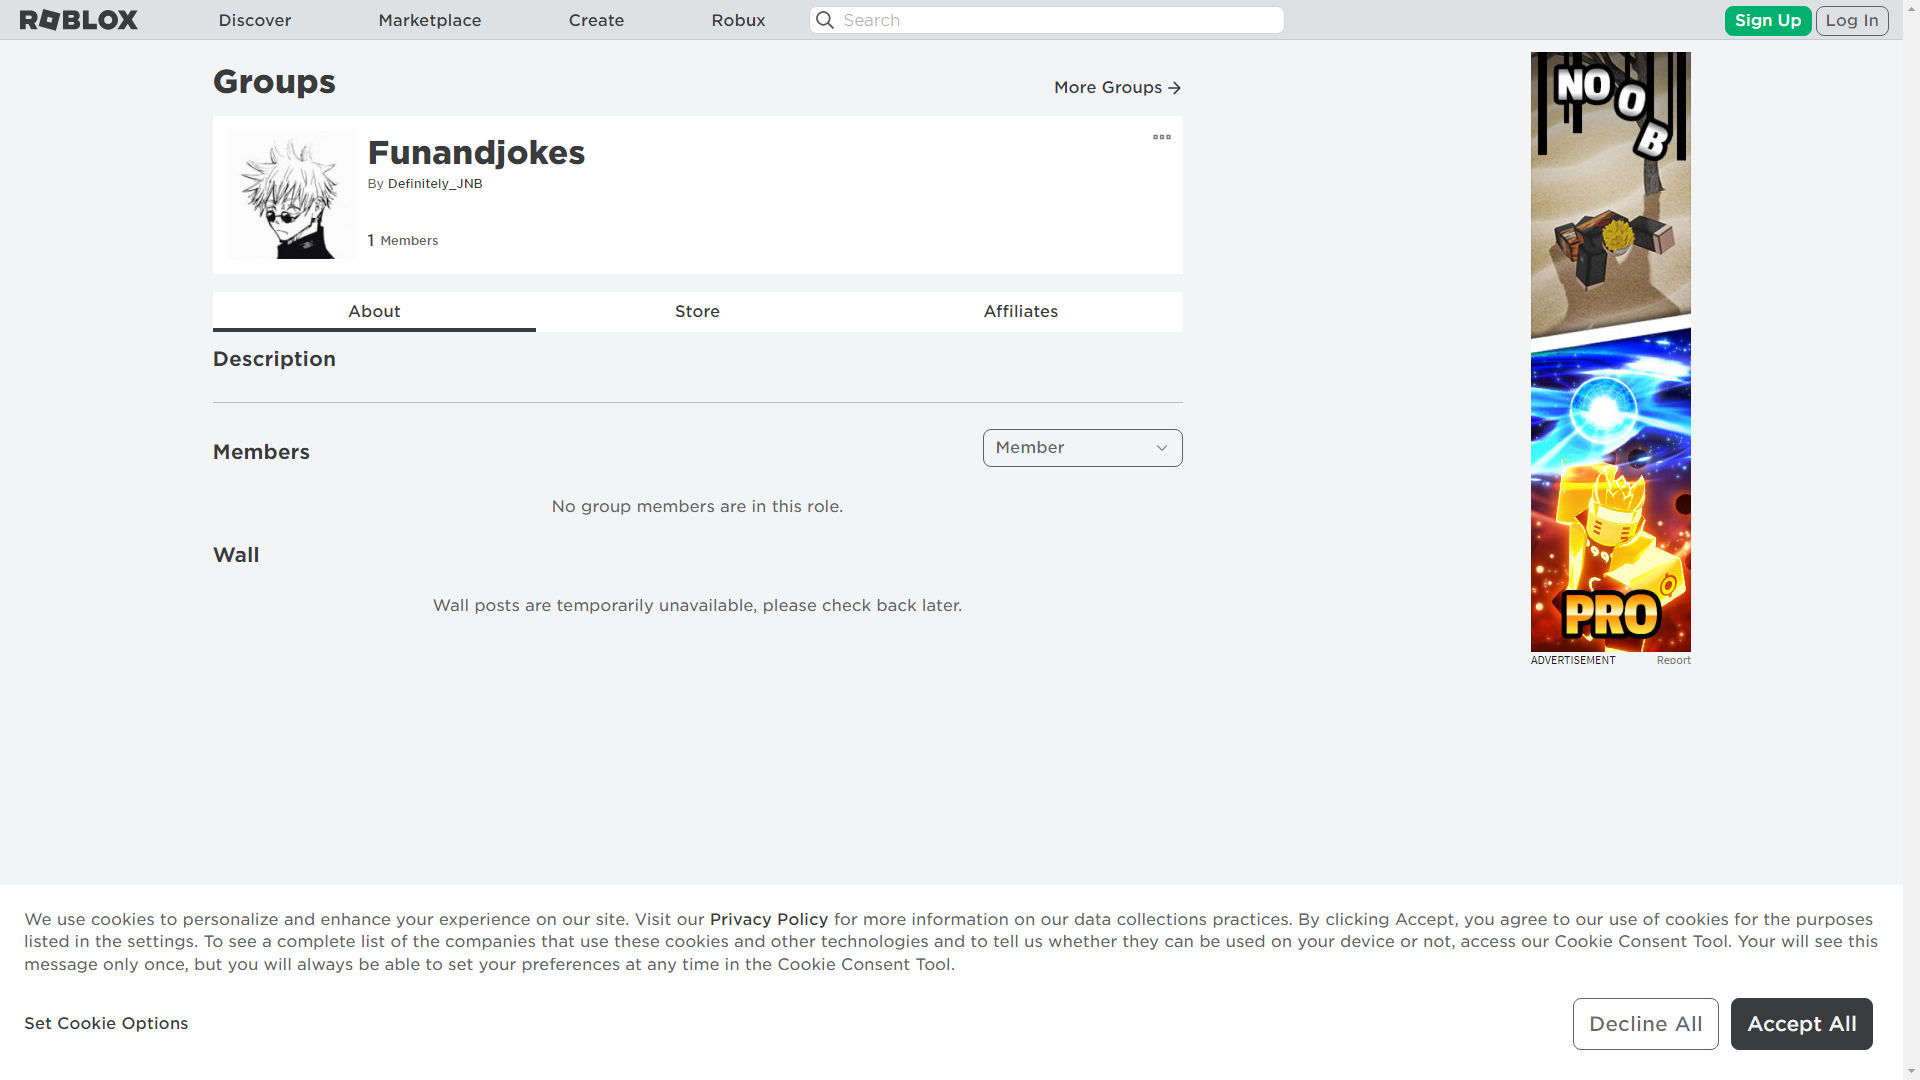 ROBLOX Discover Marketplace Create Robux Search Sign Up Log In
Groups
More Groups
Funandjokes
By Definitely_JNB
1 Members
About Store Affiliates
Description
Members
Member
No group members are in this role.
Wall
Wall posts are temporarily unavailable, please check back later.
NOOB
PRO
ADVERTISEMENT Report
We use cookies to personalize and enhance your experience on our site. Visit our Privacy Policy for more information on our data collections practices. By clicking Accept, you agree to our use of cookies for the purposes
listed in the settings. To see a complete list of the companies that use these cookies and other technologies and to tell us whether they can be used on your device or not, access our Cookie Consent Tool. Your will see this
message only once, but you will always be able to set your preferences at any time in the Cookie Consent Tool.
Set Cookie Options
Decline All
Accept All